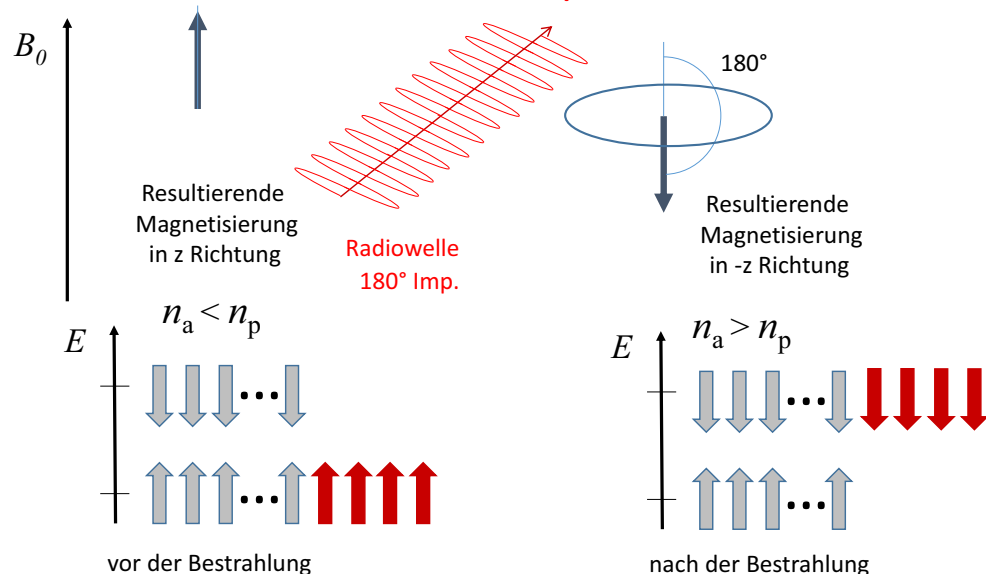 B₀
180°
Resultierende
Magnetisierung
in z Richtung
Radiowelle
180° Imp.
Resultierende
Magnetisierung
in -z Richtung
nₐ < nₚ
E
vor der Bestrahlung
nₐ > nₚ
E
nach der Bestrahlung